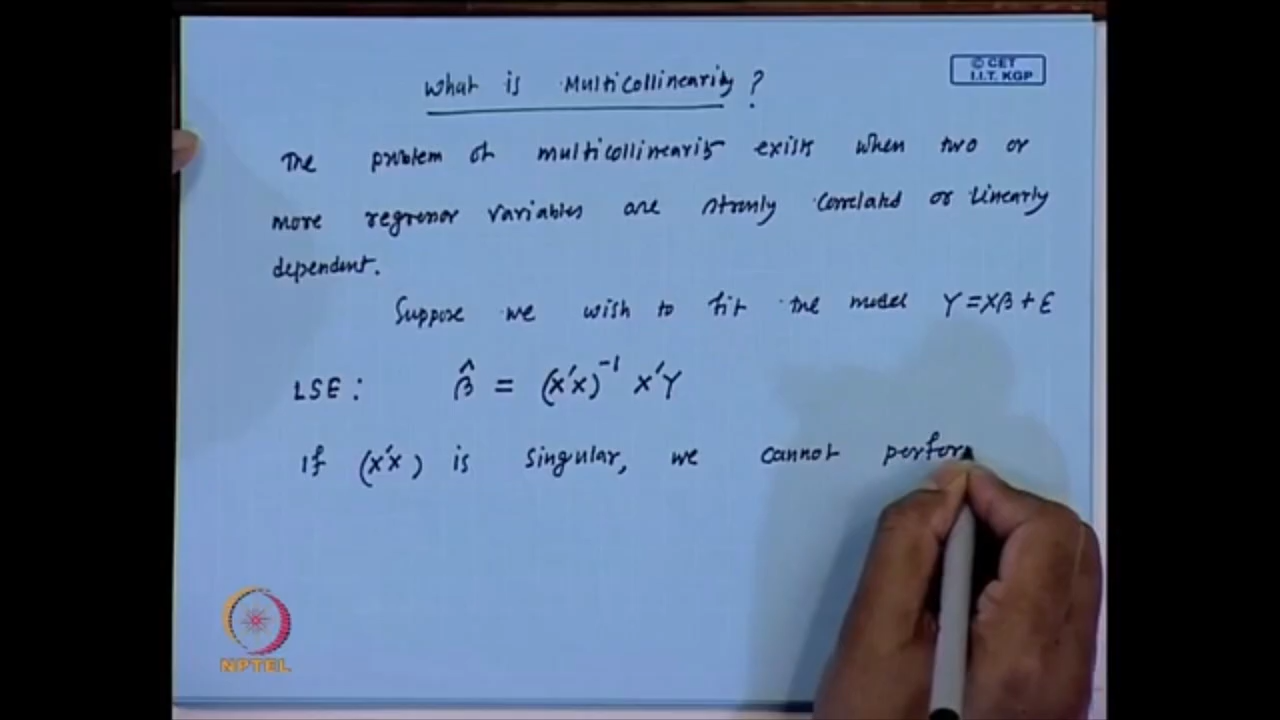 What is Multicollinearity ?
© CET
I.I.T. KGP
The problem of multicollinearity exists when two or
more regressor variables are strongly correlated or linearly
dependent.
Suppose we wish to fit the model Y = Xβ + ε
LSE : β̂ = (X'X)⁻¹ X'Y
If (X'X) is singular, we cannot perform
NPTEL